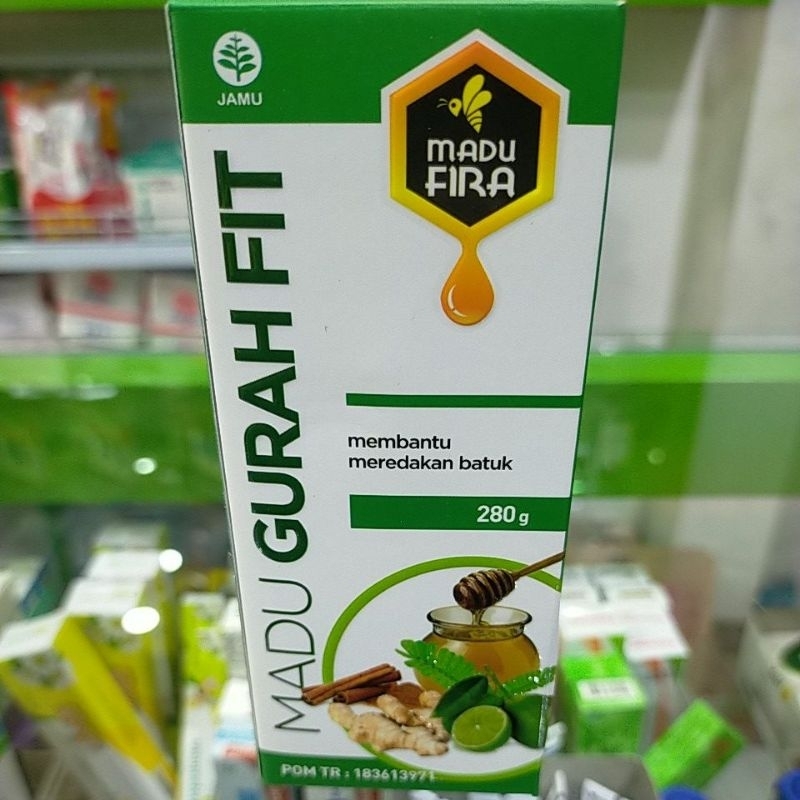 JAMU
MADU
FIRA
MADU GURAH FIT
membantu
meredakan batuk
280 g
POM TR : 183613971